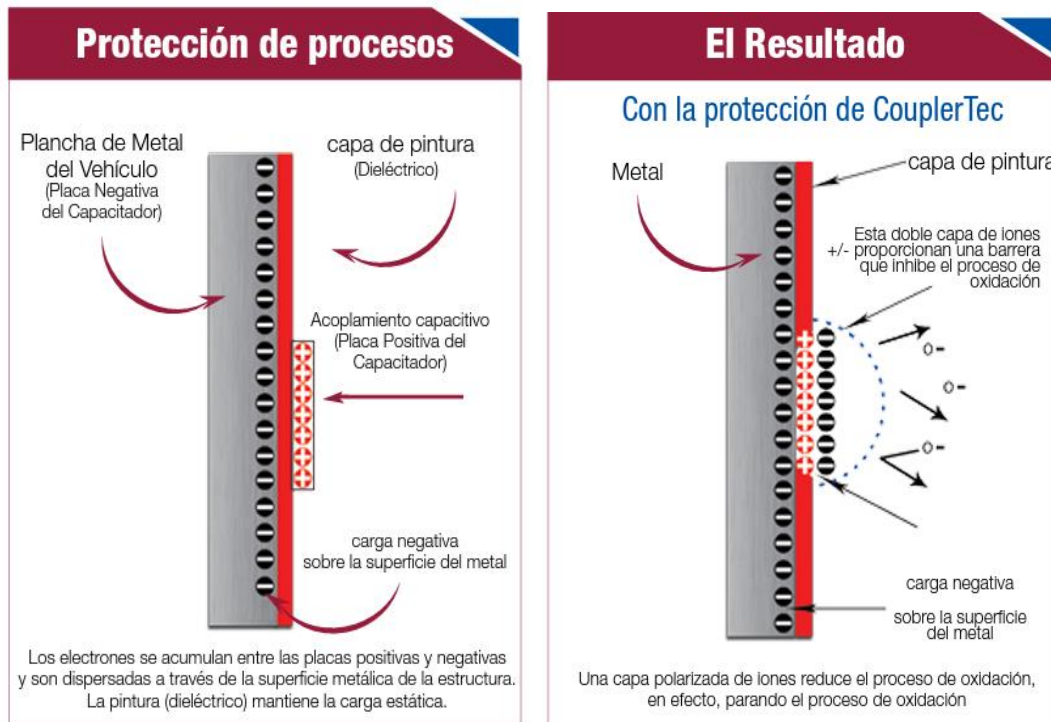 Protección de procesos
Plancha de Metal
del Vehículo
(Placa Negativa
del Capacitador)
capa de pintura
(Dieléctrico)
Acoplamiento capacitivo
(Placa Positiva del
Capacitador)
carga negativa
sobre la superficie del metal
Los electrones se acumulan entre las placas positivas y negativas
y son dispersadas a través de la superficie metálica de la estructura.
La pintura (dieléctrico) mantiene la carga estática.
El Resultado
Con la protección de CouplerTec
Metal
capa de pintura
Esta doble capa de iones
+/- proporcionan una barrera
que inhibe el proceso de
oxidación
o-
o-
o-
carga negativa
sobre la superficie
del metal
Una capa polarizada de iones reduce el proceso de oxidación,
en efecto, parando el proceso de oxidación